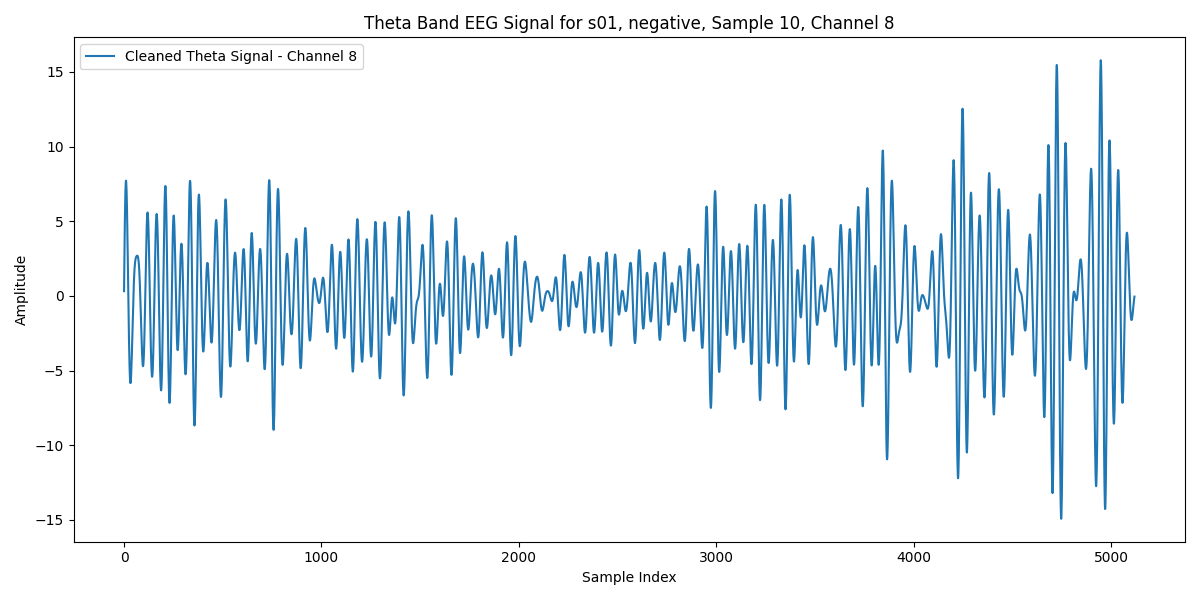 Theta Band EEG Signal for s01, negative, Sample 10, Channel 8
Cleaned Theta Signal - Channel 8
Amplitude
15
10
5
0
−5
−10
−15
0 1000 2000 3000 4000 5000
Sample Index